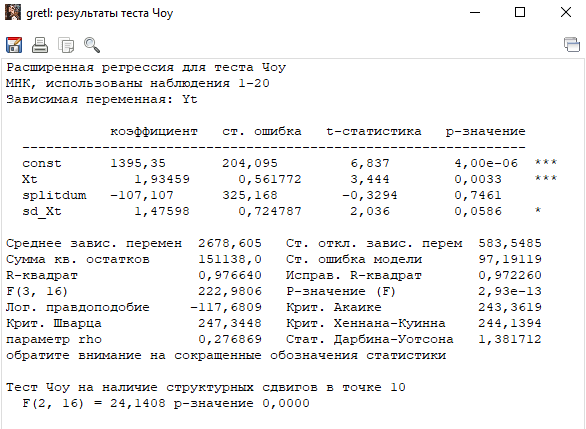 gretl: результаты теста Чоу
Расширенная регрессия для теста Чоу
МНК, использованы наблюдения 1-20
Зависимая переменная: Yt
коэффициент ст. ошибка t-статистика p-значение
-------------------------------------------------------------
const 1395,35 204,095 6,837 4,00e-06 ***
Xt 1,93459 0,561772 3,444 0,0033 ***
splitdum -107,107 325,168 -0,3294 0,7461
sd_Xt 1,47598 0,724787 2,036 0,0586 *
Среднее завис. перемен 2678,605 Ст. откл. завис. перем 583,5485
Сумма кв. остатков 151138,0 Ст. ошибка модели 97,19119
R-квадрат 0,976640 Исправ. R-квадрат 0,972260
F(3, 16) 222,9806 P-значение (F) 2,93e-13
Лог. правдоподобие -117,6809 Крит. Акаике 243,3619
Крит. Шварца 247,3448 Крит. Хеннана-Куинна 244,1394
параметр rho 0,276869 Стат. Дарбина-Уотсона 1,381712
обратите внимание на сокращенные обозначения статистики
Тест Чоу на наличие структурных сдвигов в точке 10
F(2, 16) = 24,1408 p-значение 0,0000